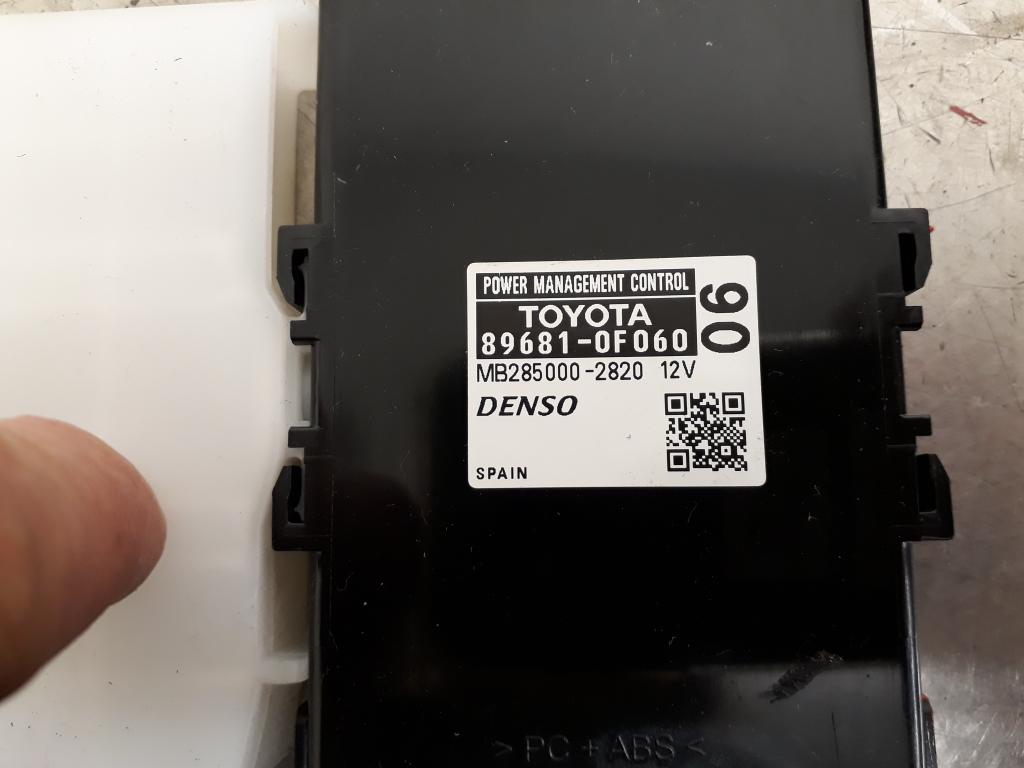 POWER MANAGEMENT CONTROL
TOYOTA
89681-0F060
06
MB285000-2820 12V
DENSO
SPAIN
> PC + ABS <